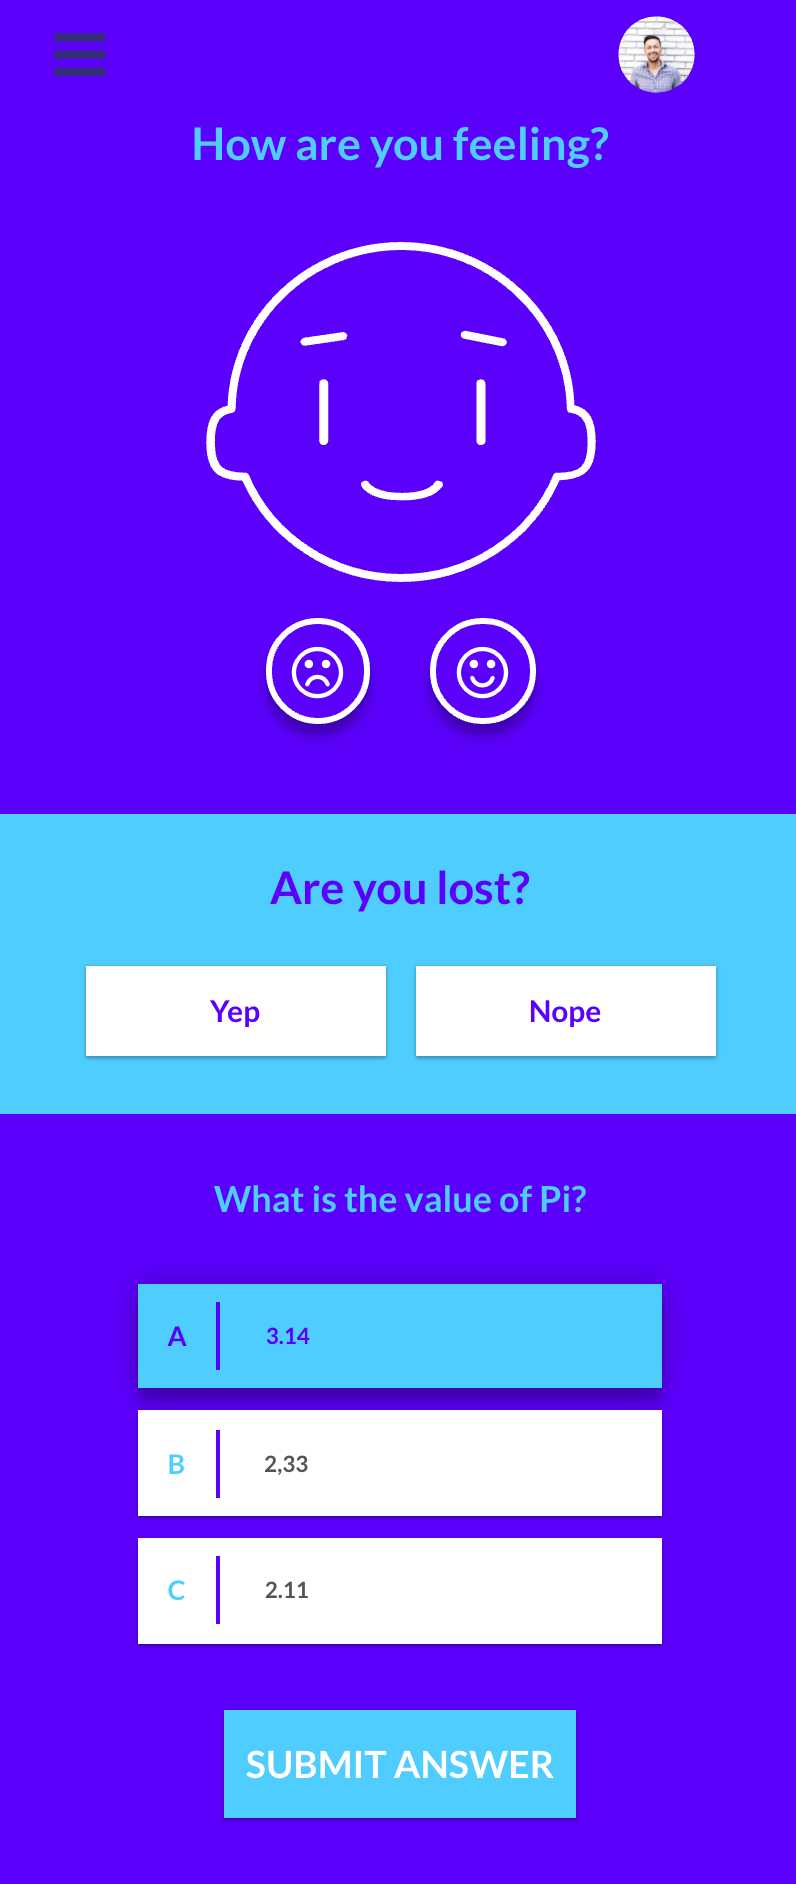 How are you feeling?
Are you lost?
Yep
Nope
What is the value of Pi?
A 3.14
B 2,33
C 2.11
SUBMIT ANSWER